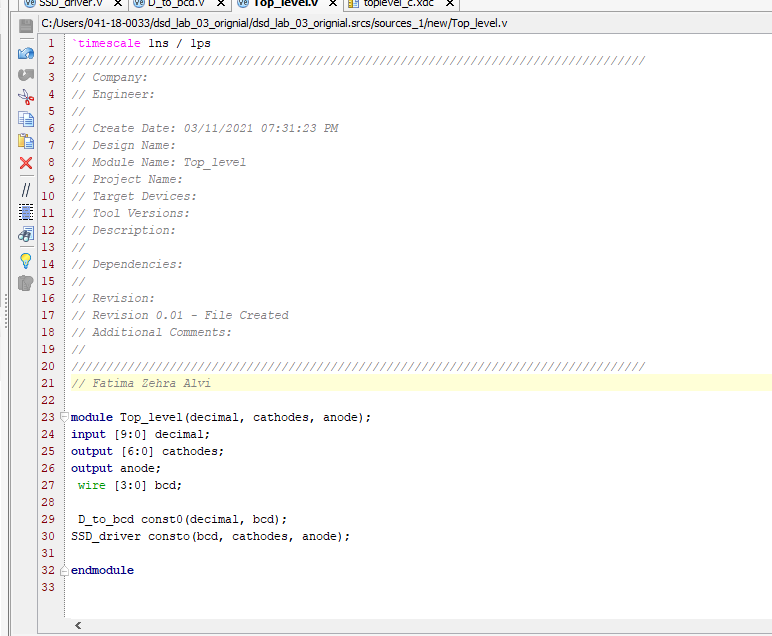 SSD_driver.v
D_to_bcd.v
Top_level.v
toplevel_c.xdc
C:/Users/041-18-0033/dsd_lab_03_orignial/dsd_lab_03_orignial.srcs/sources_1/new/Top_level.v
1 `timescale 1ns / 1ps
2 //////////////////////////////////////////////////////////////////////////////////
3 // Company:
4 // Engineer:
5 //
6 // Create Date: 03/11/2021 07:31:23 PM
7 // Design Name:
8 // Module Name: Top_level
9 // Project Name:
10 // Target Devices:
11 // Tool Versions:
12 // Description:
13 //
14 // Dependencies:
15 //
16 // Revision:
17 // Revision 0.01 - File Created
18 // Additional Comments:
19 //
20 //////////////////////////////////////////////////////////////////////////////////
21 // Fatima Zehra Alvi
22
23 module Top_level(decimal, cathodes, anode);
24 input [9:0] decimal;
25 output [6:0] cathodes;
26 output anode;
27 wire [3:0] bcd;
28
29 D_to_bcd const0(decimal, bcd);
30 SSD_driver consto(bcd, cathodes, anode);
31
32 endmodule
33